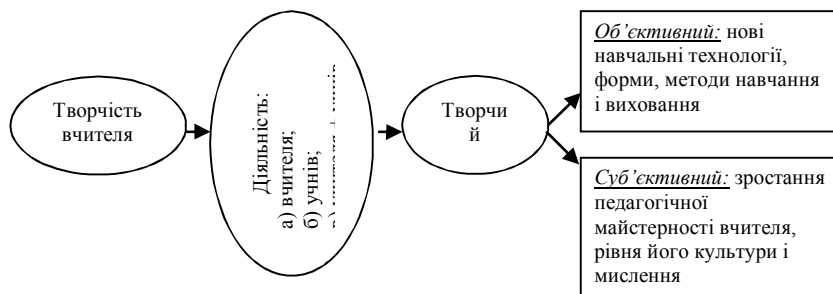 Творчість
вчителя
Діяльність:
а) вчителя;
б) учнів;
Творчи
й
Об’єктивний: нові
навчальні технології,
форми, методи навчання
і виховання
Суб’єктивний: зростання
педагогічної
майстерності вчителя,
рівня його культури і
мислення